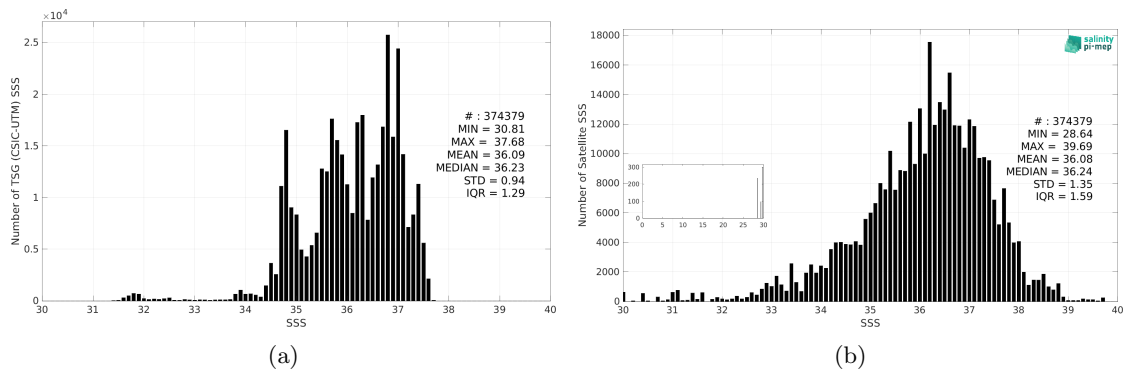 ×10⁴
2.5
2
1.5
1
0.5
0
30 31 32 33 34 35 36 37 38 39 40
SSS
Number of TSG (CSIC-UTM) SSS
# : 374379
MIN = 30.81
MAX = 37.68
MEAN = 36.09
MEDIAN = 36.23
STD = 0.94
IQR = 1.29
(a)
18000
16000
14000
12000
10000
8000
6000
4000
2000
0
30 31 32 33 34 35 36 37 38 39 40
SSS
Number of Satellite SSS
salinity
pi-mep
# : 374379
MIN = 28.64
MAX = 39.69
MEAN = 36.08
MEDIAN = 36.24
STD = 1.35
IQR = 1.59
300
200
100
0
0 5 10 15 20 25 30
(b)